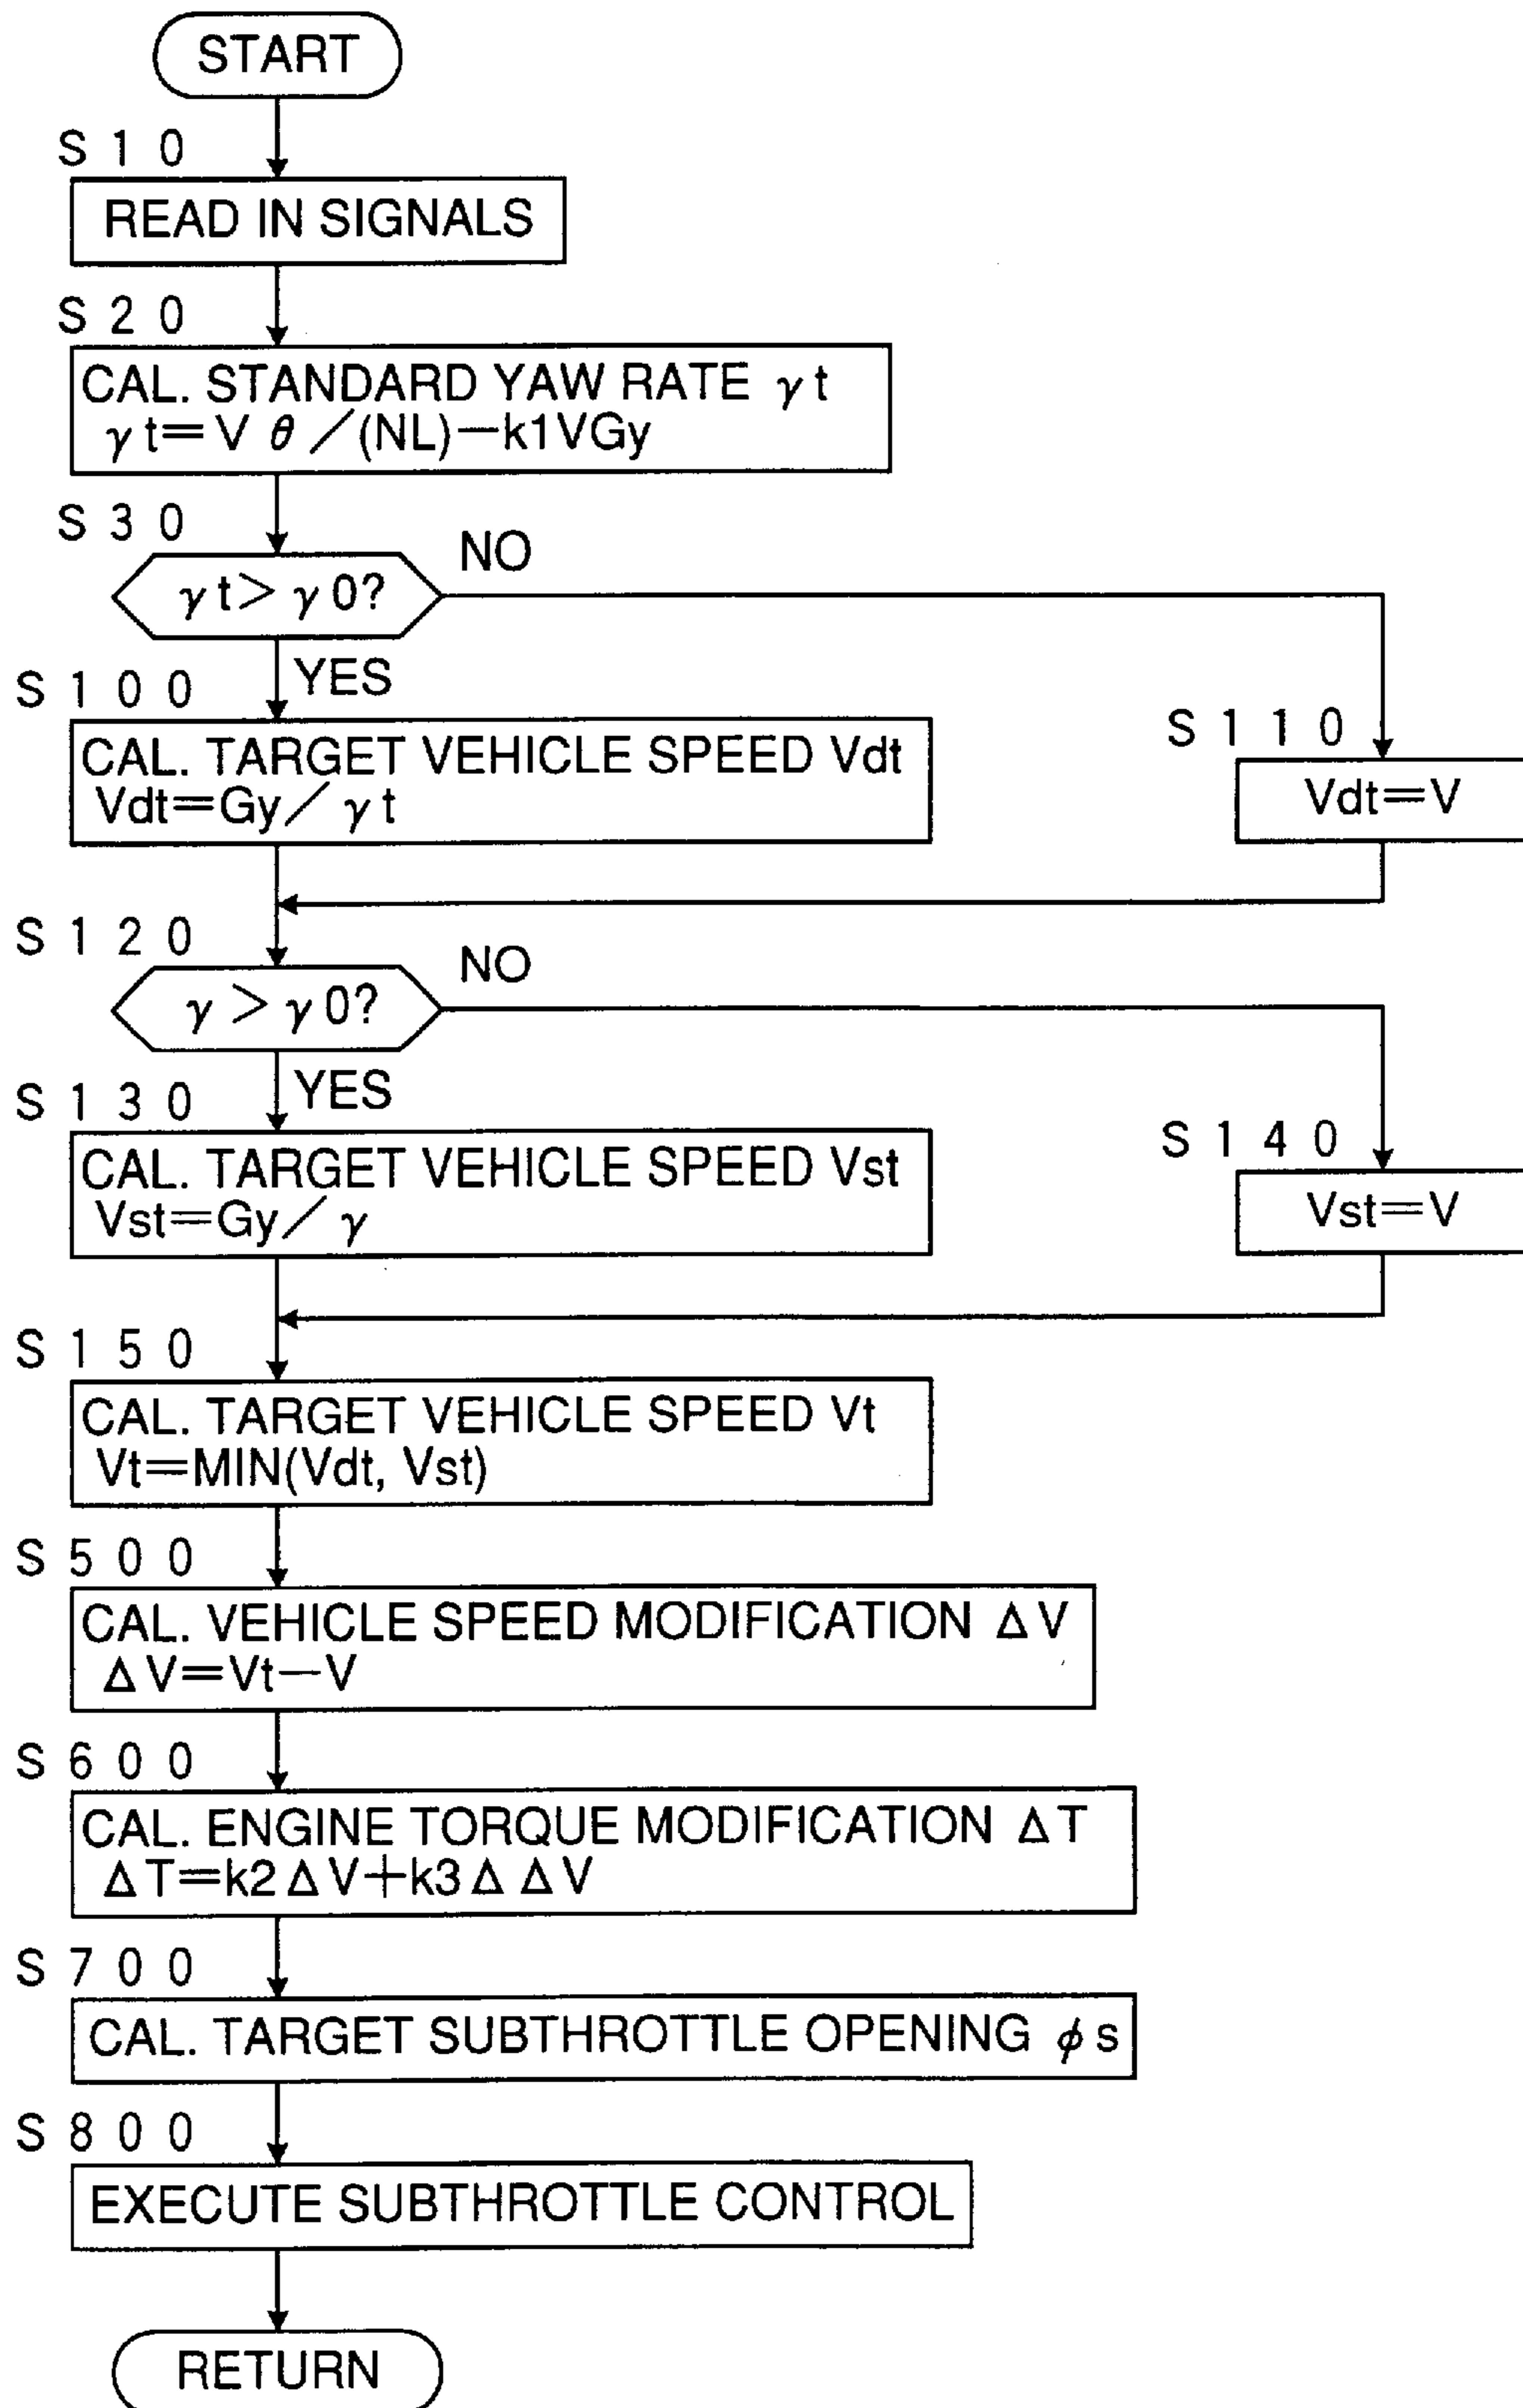 START
S10
READ IN SIGNALS
S20
CAL. STANDARD YAW RATE γt
γt=Vθ/(NL)-k1VGy
S30
γt>γ0?
NO
YES
S100
CAL. TARGET VEHICLE SPEED Vdt
Vdt=Gy/γt
S110
Vdt=V
S120
γ>γ0?
NO
YES
S130
CAL. TARGET VEHICLE SPEED Vst
Vst=Gy/γ
S140
Vst=V
S150
CAL. TARGET VEHICLE SPEED Vt
Vt=MIN(Vdt, Vst)
S500
CAL. VEHICLE SPEED MODIFICATION ΔV
ΔV=Vt-V
S600
CAL. ENGINE TORQUE MODIFICATION ΔT
ΔT=k2ΔV+k3ΔΔV
S700
CAL. TARGET SUBTHROTTLE OPENING φs
S800
EXECUTE SUBTHROTTLE CONTROL
RETURN